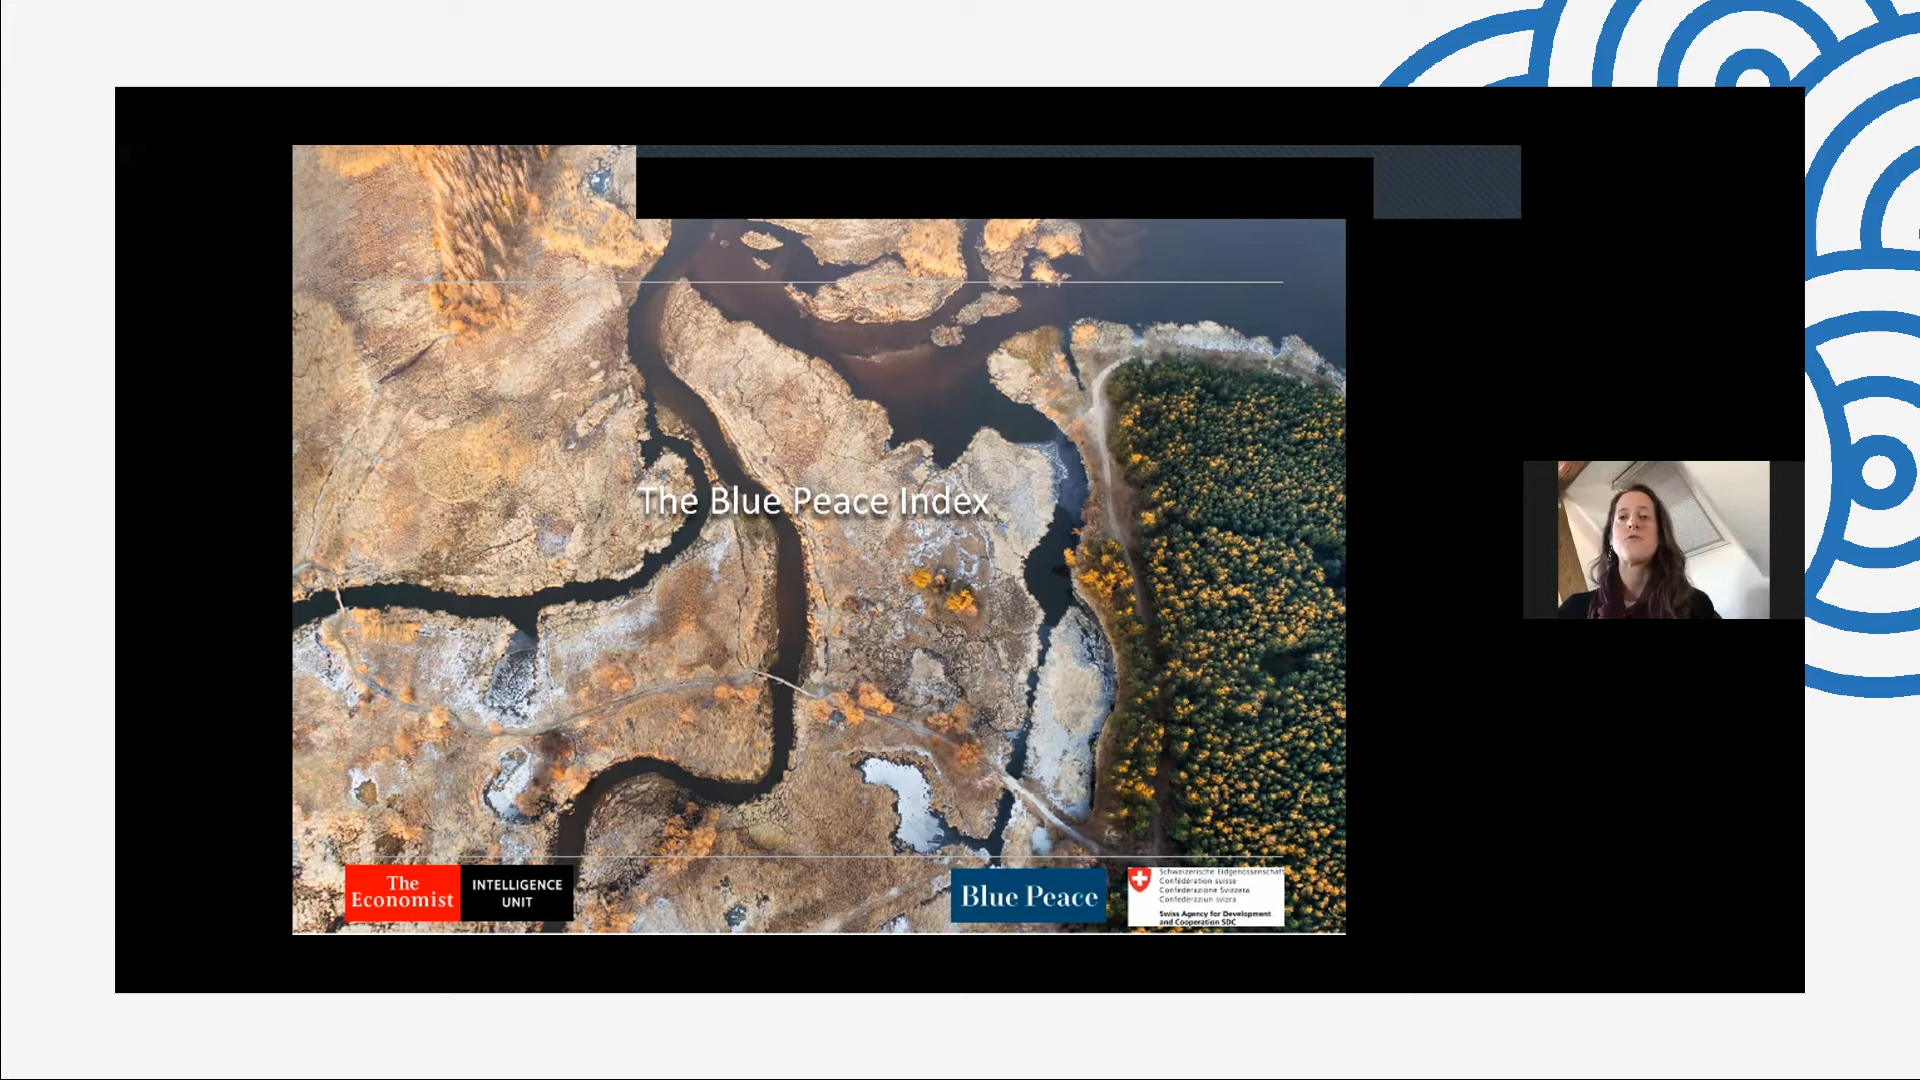 The Blue Peace Index
The
Economist
INTELLIGENCE
UNIT
Blue Peace
Schweizerische Eidgenossenschaft
Confédération suisse
Confederazione Svizzera
Confederaziun svizra
Swiss Agency for Development
and Cooperation SDC